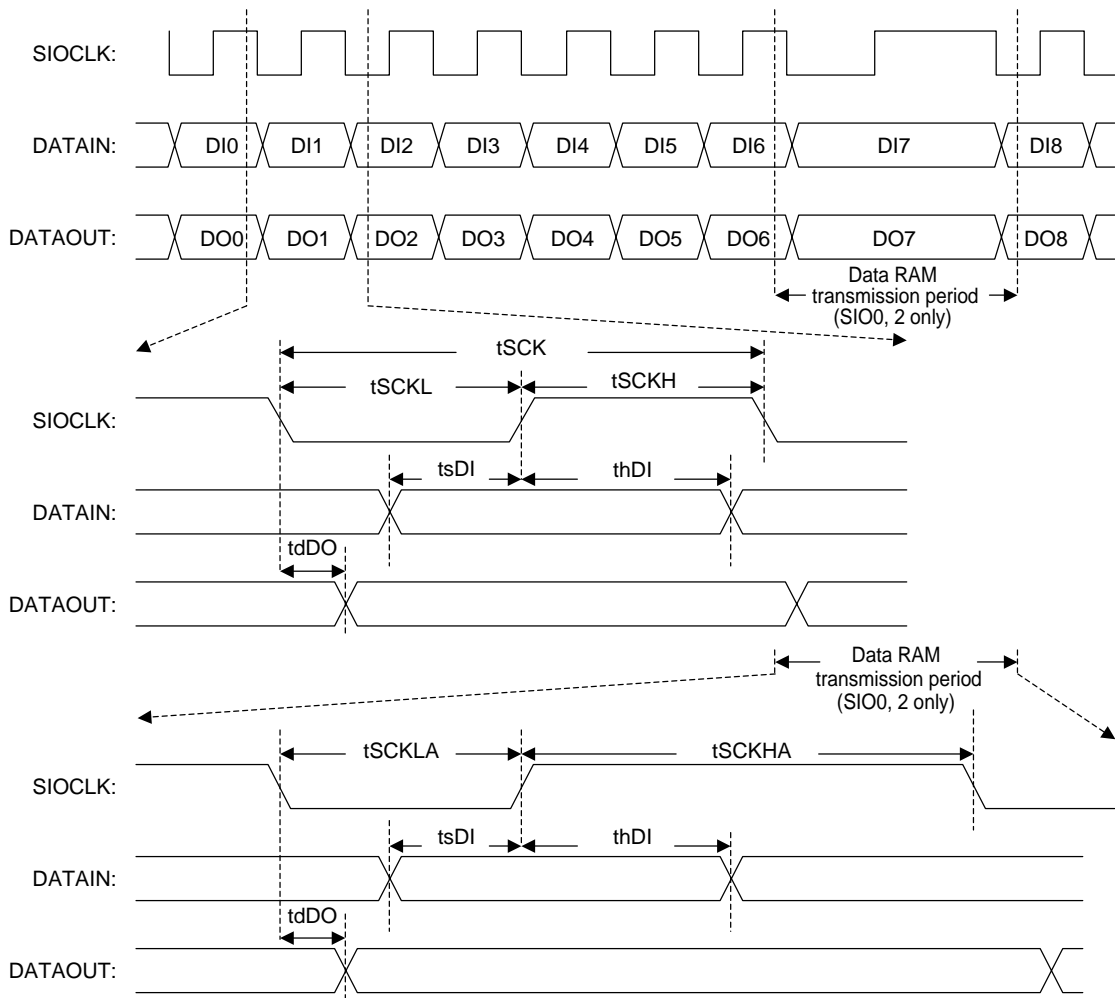 SIOCLK:
DATAIN: DI0 DI1 DI2 DI3 DI4 DI5 DI6 DI7 DI8
DATAOUT: DO0 DO1 DO2 DO3 DO4 DO5 DO6 DO7 DO8
Data RAM
transmission period
(SIO0, 2 only)
tSCK
tSCKL tSCKH
SIOCLK:
tsDI thDI
DATAIN:
tdDO
DATAOUT:
Data RAM
transmission period
(SIO0, 2 only)
tSCKLA tSCKHA
SIOCLK:
tsDI thDI
DATAIN:
tdDO
DATAOUT: